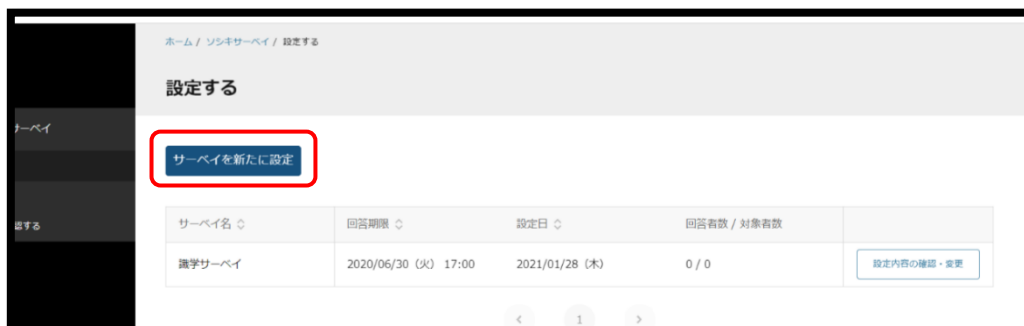 ホーム / ソシキサーベイ / 設定する
設定する
サーベイ
サーベイを新たに設定
認する
サーベイ名 回答期限 設定日 回答者数 / 対象者数
識学サーベイ 2020/06/30（火） 17:00 2021/01/28（木） 0 / 0 設定内容の確認・変更
< 1 >